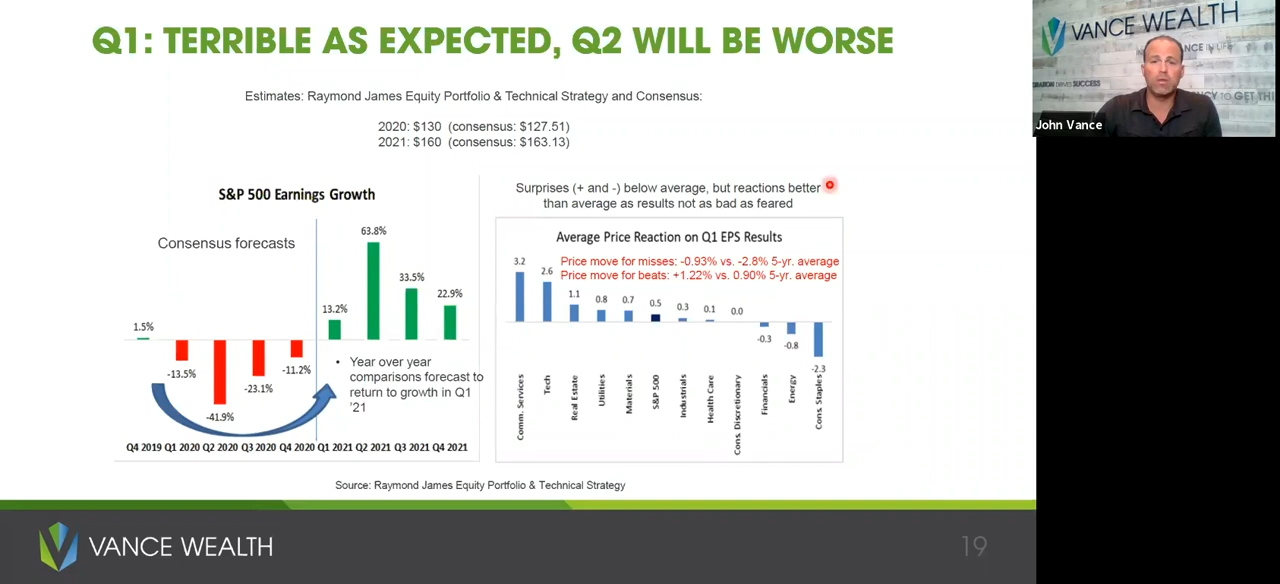 Q1: TERRIBLE AS EXPECTED, Q2 WILL BE WORSE
Estimates: Raymond James Equity Portfolio & Technical Strategy and Consensus:
2020: $130 (consensus: $127.51)
2021: $160 (consensus: $163.13)
S&P 500 Earnings Growth
Consensus forecasts
1.5%
-13.5%
-41.9%
-23.1%
-11.2%
13.2%
63.8%
33.5%
22.9%
• Year over year
comparisons forecast to
return to growth in Q1
'21
Q4 2019 Q1 2020 Q2 2020 Q3 2020 Q4 2020 Q1 2021 Q2 2021 Q3 2021 Q4 2021
Surprises (+ and -) below average, but reactions better
than average as results not as bad as feared
Average Price Reaction on Q1 EPS Results
Price move for misses: -0.93% vs. -2.8% 5-yr. average
Price move for beats: +1.22% vs. 0.90% 5-yr. average
3.2
2.6
1.1
0.8
0.7
0.5
0.3
0.1
0.0
-0.3
-0.8
-2.3
Comm. Services
Tech
Real Estate
Utilities
Materials
S&P 500
Industrials
Health Care
Cons. Discretionary
Financials
Energy
Cons. Staples
Source: Raymond James Equity Portfolio & Technical Strategy
VANCE WEALTH
19
VANCE WEALTH
NCE IN LIFE
DRIVES SUCCESS
TO GET
John Vance